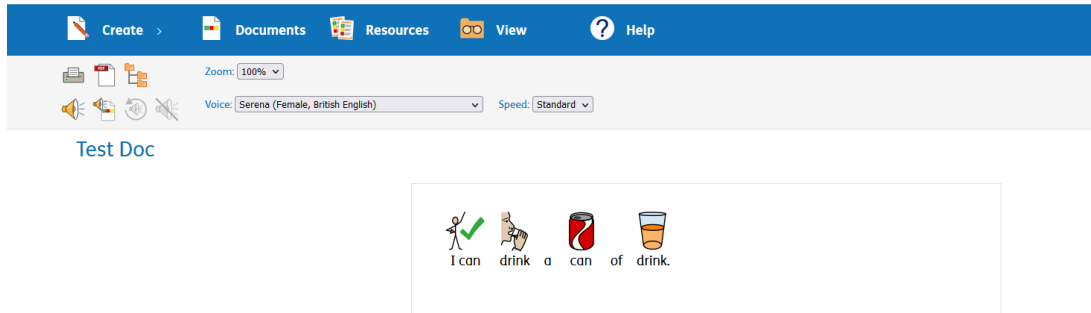 Create > Documents Resources View ? Help
Zoom: 100%
PDF
Voice: Serena (Female, British English) Speed: Standard
Test Doc
I can drink a can of drink.